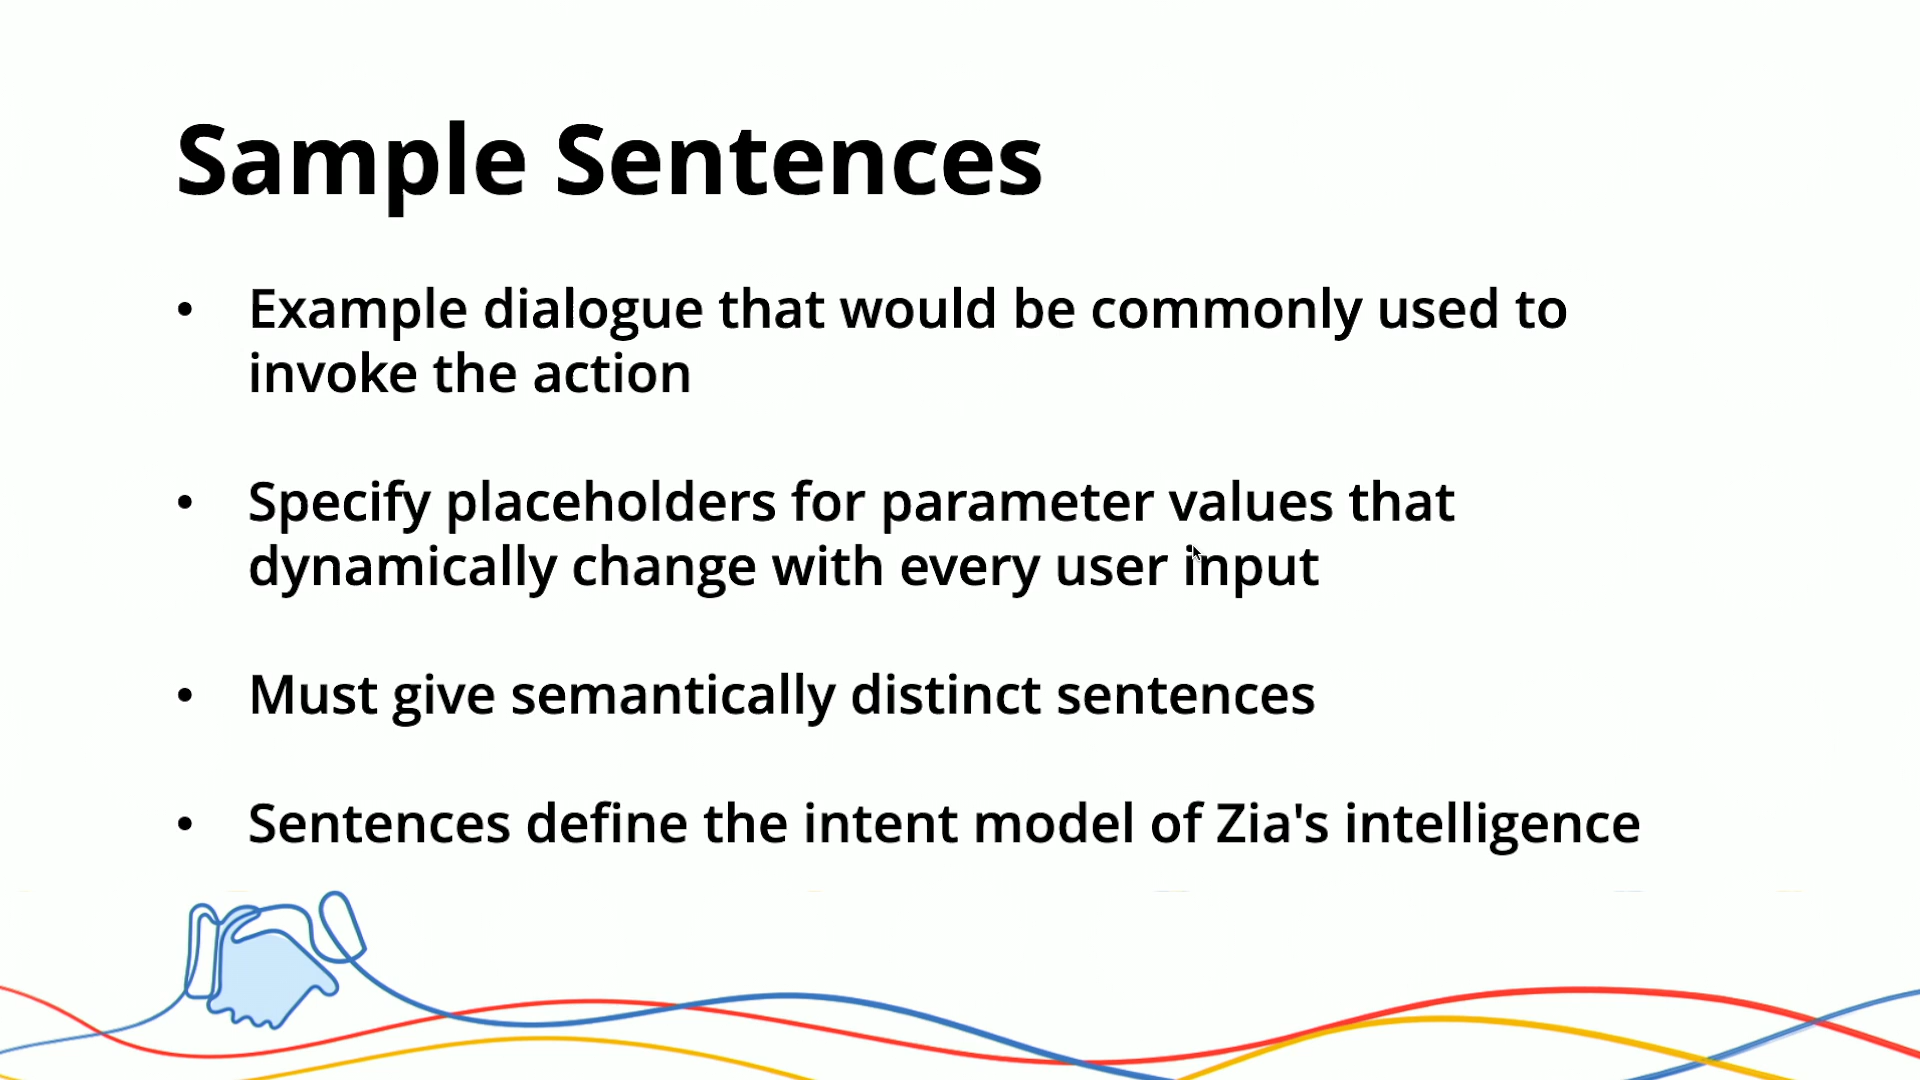 Sample Sentences
• Example dialogue that would be commonly used to
invoke the action
• Specify placeholders for parameter values that
dynamically change with every user input
• Must give semantically distinct sentences
• Sentences define the intent model of Zia's intelligence